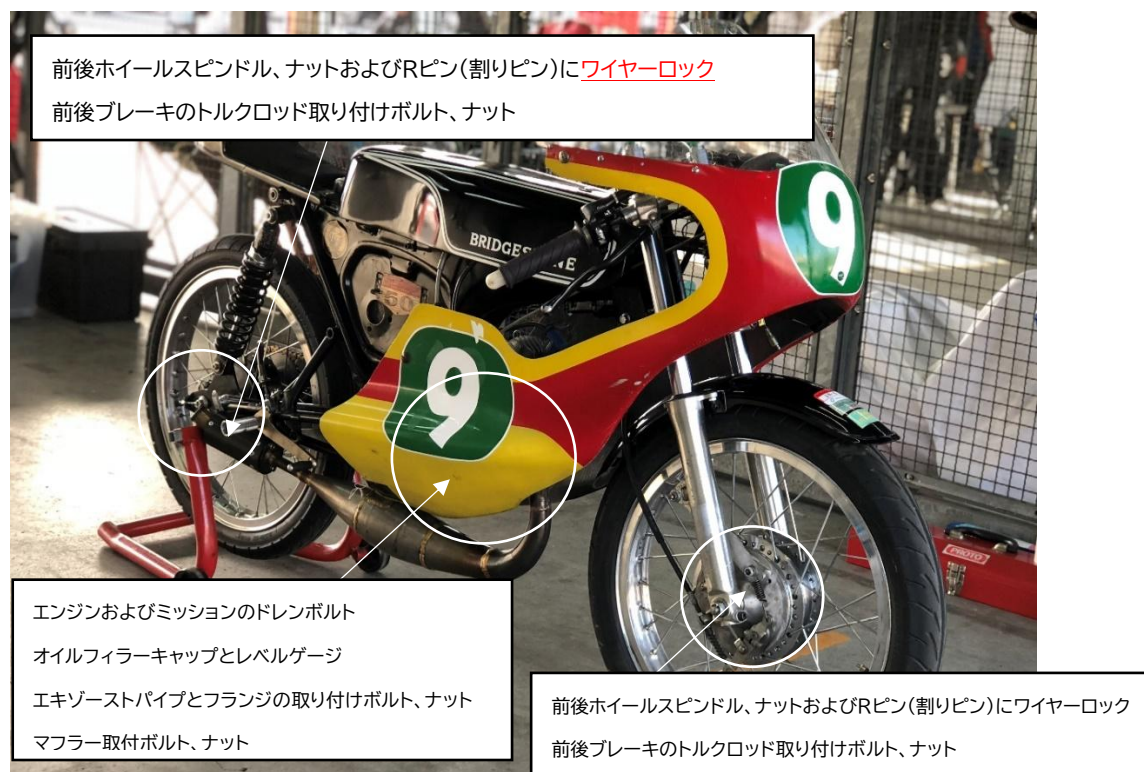 前後ホイールスピンドル、ナットおよびRピン(割りピン)にワイヤーロック
前後ブレーキのトルクロッド取り付けボルト、ナット
BRIDGESTONE
50
9
9
PROTO
エンジンおよびミッションのドレンボルト
オイルフィラーキャップとレベルゲージ
エキゾーストパイプとフランジの取り付けボルト、ナット
マフラー取付ボルト、ナット
前後ホイールスピンドル、ナットおよびRピン(割りピン)にワイヤーロック
前後ブレーキのトルクロッド取り付けボルト、ナット